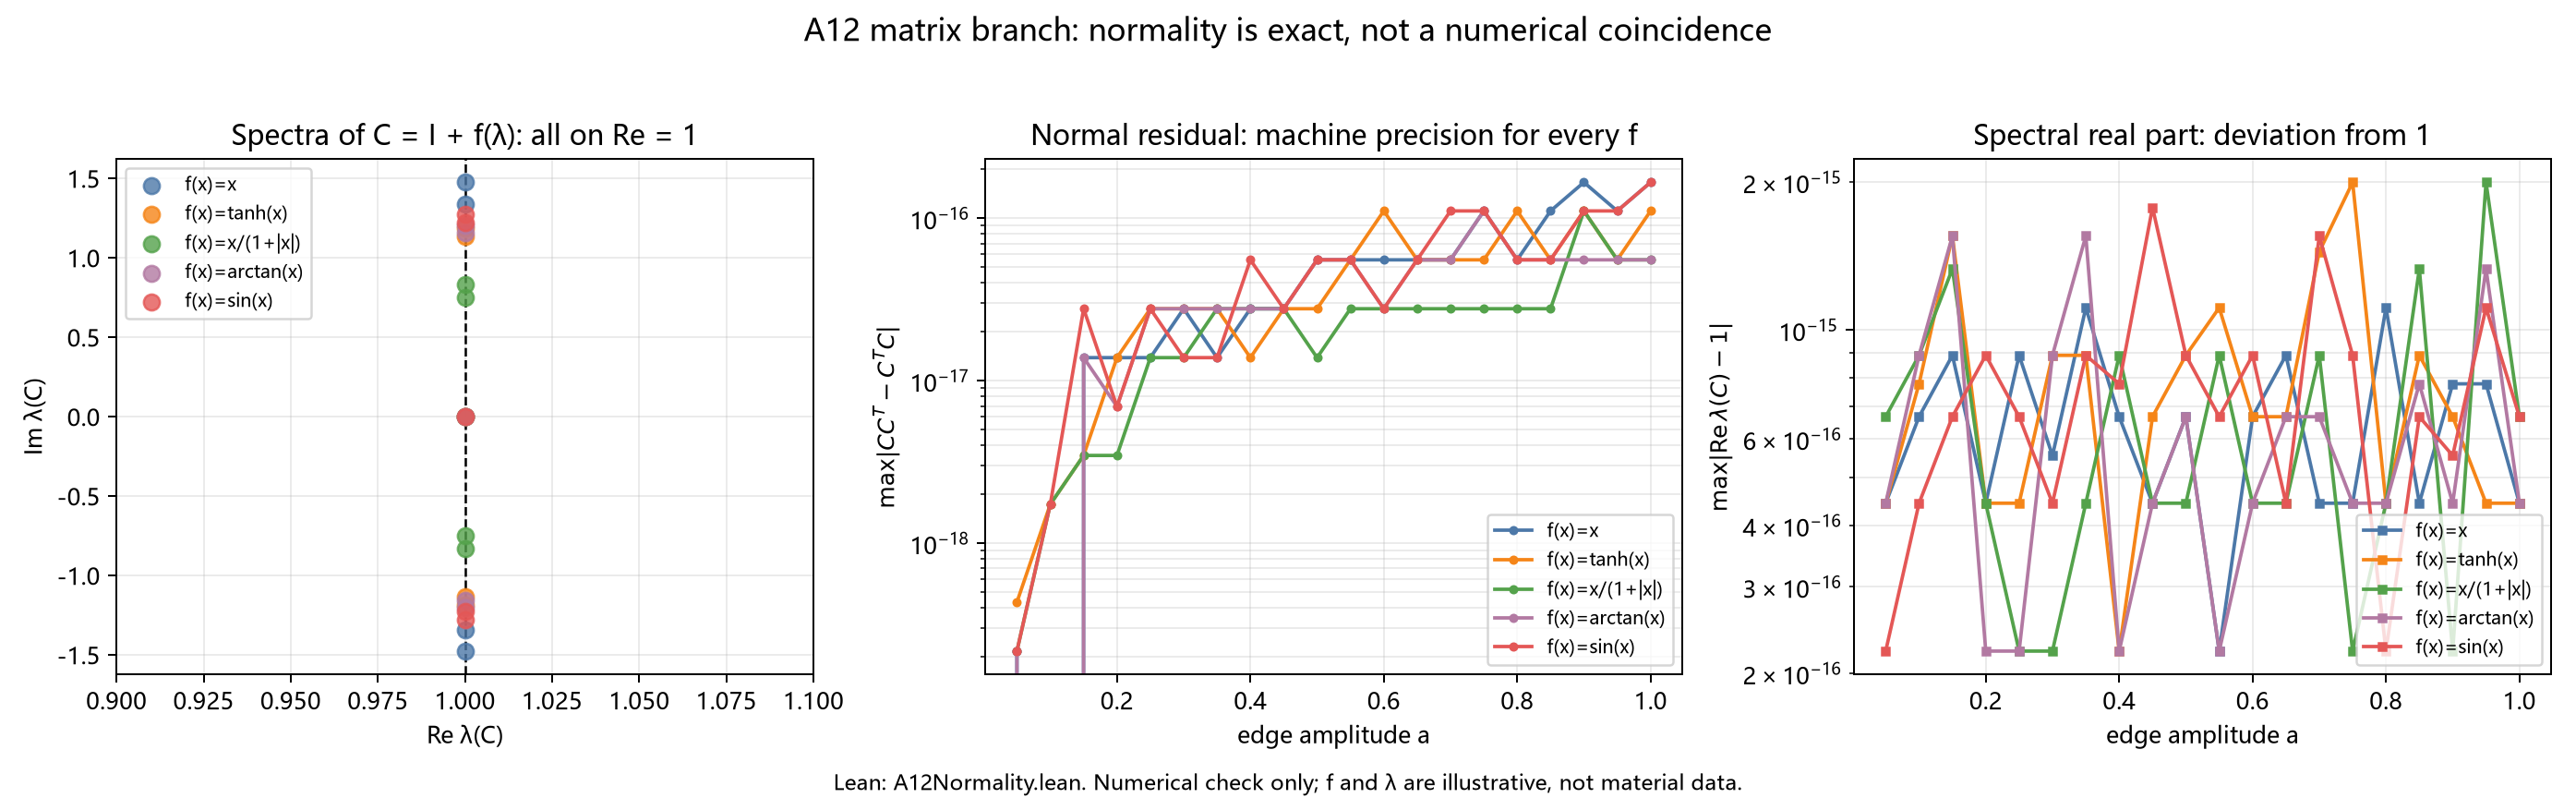 A12 matrix branch: normality is exact, not a numerical coincidence
Spectra of C = I + f(λ): all on Re = 1
Im λ(C)
1.5
1.0
0.5
0.0
-0.5
-1.0
-1.5
f(x)=x
f(x)=tanh(x)
f(x)=x/(1+|x|)
f(x)=arctan(x)
f(x)=sin(x)
0.900 0.925 0.950 0.975 1.000 1.025 1.050 1.075 1.100
Re λ(C)
Normal residual: machine precision for every f
max|CCᵀ − CᵀC|
10⁻¹⁶
10⁻¹⁷
10⁻¹⁸
f(x)=x
f(x)=tanh(x)
f(x)=x/(1+|x|)
f(x)=arctan(x)
f(x)=sin(x)
0.2 0.4 0.6 0.8 1.0
edge amplitude a
Spectral real part: deviation from 1
max|Re λ(C) − 1|
2 × 10⁻¹⁵
10⁻¹⁵
6 × 10⁻¹⁶
4 × 10⁻¹⁶
3 × 10⁻¹⁶
2 × 10⁻¹⁶
f(x)=x
f(x)=tanh(x)
f(x)=x/(1+|x|)
f(x)=arctan(x)
f(x)=sin(x)
0.2 0.4 0.6 0.8 1.0
edge amplitude a
Lean: A12Normality.lean. Numerical check only; f and λ are illustrative, not material data.